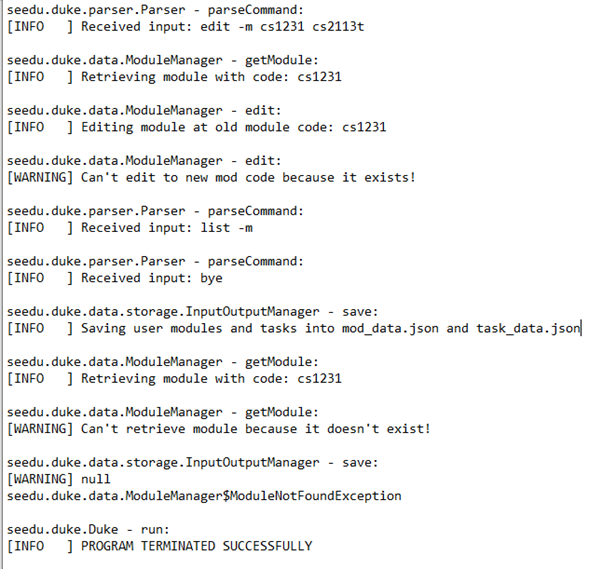 seedu.duke.parser.Parser - parseCommand:
[INFO   ] Received input: edit -m cs1231 cs2113t
seedu.duke.data.ModuleManager - getModule:
[INFO   ] Retrieving module with code: cs1231
seedu.duke.data.ModuleManager - edit:
[INFO   ] Editing module at old module code: cs1231
seedu.duke.data.ModuleManager - edit:
[WARNING] Can't edit to new mod code because it exists!
seedu.duke.parser.Parser - parseCommand:
[INFO   ] Received input: list -m
seedu.duke.parser.Parser - parseCommand:
[INFO   ] Received input: bye
seedu.duke.data.storage.InputOutputManager - save:
[INFO   ] Saving user modules and tasks into mod_data.json and task_data.json
seedu.duke.data.ModuleManager - getModule:
[INFO   ] Retrieving module with code: cs1231
seedu.duke.data.ModuleManager - getModule:
[WARNING] Can't retrieve module because it doesn't exist!
seedu.duke.data.storage.InputOutputManager - save:
[WARNING] null
seedu.duke.data.ModuleManager$ModuleNotFoundException
seedu.duke.Duke - run:
[INFO   ] PROGRAM TERMINATED SUCCESSFULLY